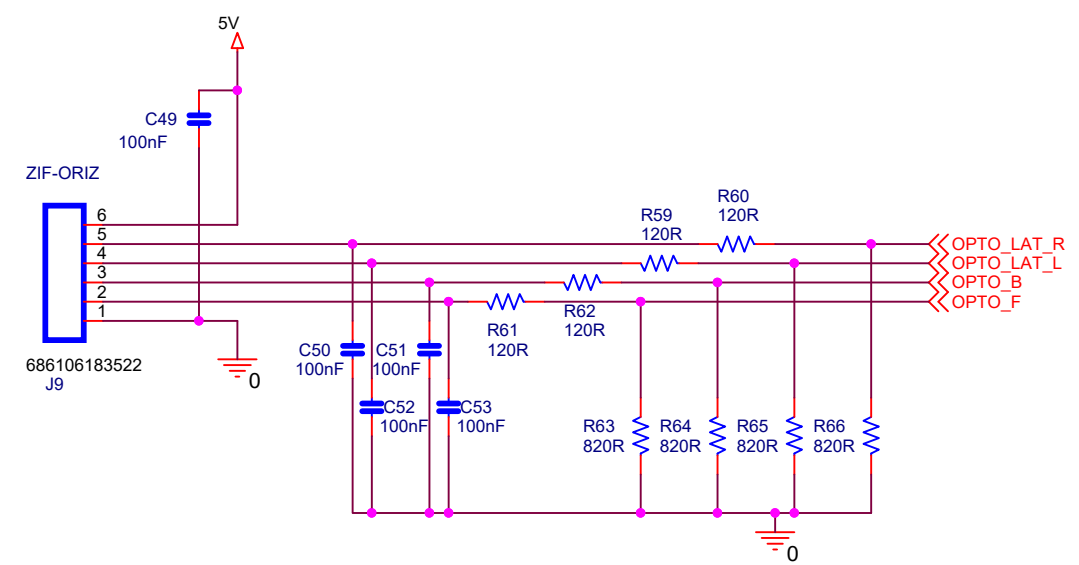 5V
C49
100nF
ZIF-ORIZ
6
5
4
3
2
1
686106183522
J9
0
R60
120R
R59
120R
R62
120R
R61
120R
OPTO_LAT_R
OPTO_LAT_L
OPTO_B
OPTO_F
C50
100nF
C51
100nF
C52
100nF
C53
100nF
R63
820R
R64
820R
R65
820R
R66
820R
0